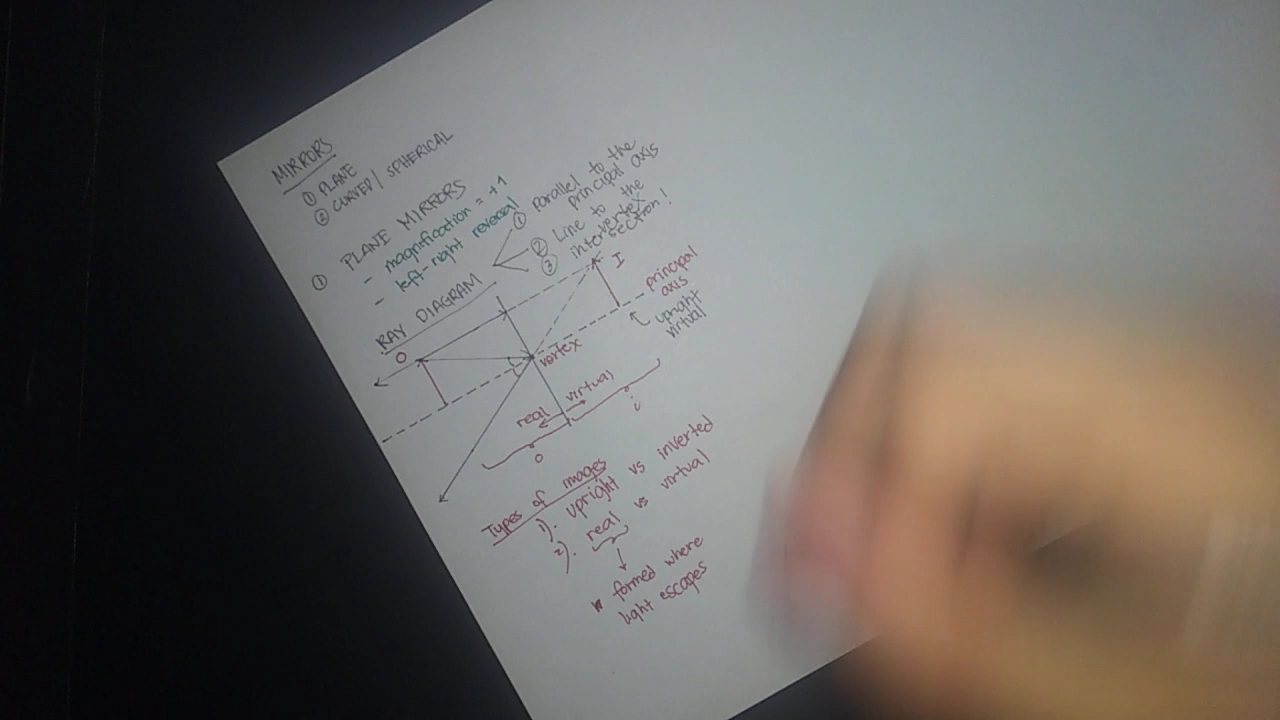 MIRRORS
① PLANE
② CURVED/SPHERICAL
① PLANE MIRRORS
- magnification = +1
- left-right reversal
RAY DIAGRAM
① Parallel to the
principal axis
② Line to the
vertex
③ intersection!
O
I
principal
axis
upright
virtual
vortex
real
virtual
o
i
Types of images
1). upright vs inverted
2). real vs virtual
formed where
light escapes